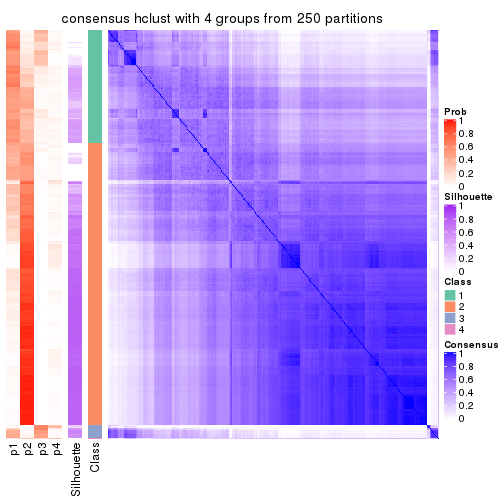 consensus hclust with 4 groups from 250 partitions
Prob
1
0.8
0.6
0.4
0.2
0
Silhouette
1
0.8
0.6
0.4
0.2
0
Class
1
2
3
4
Consensus
1
0.8
0.6
0.4
0.2
0
p1
p2
p3
p4
Silhouette
Class